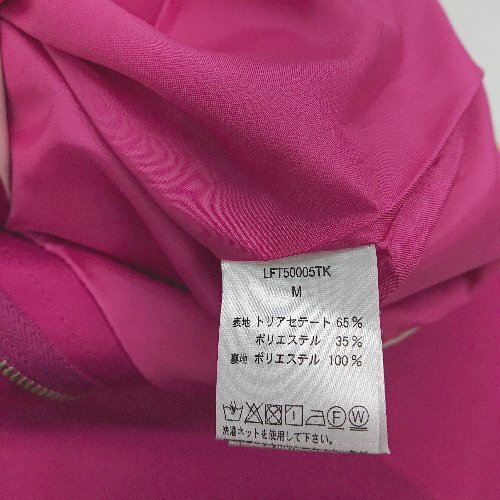 LFT50005TK
M
表地 トリアセテート 65%
ポリエステル 35%
裏地 ポリエステル 100%
F W
洗濯ネットを使用して下さい。